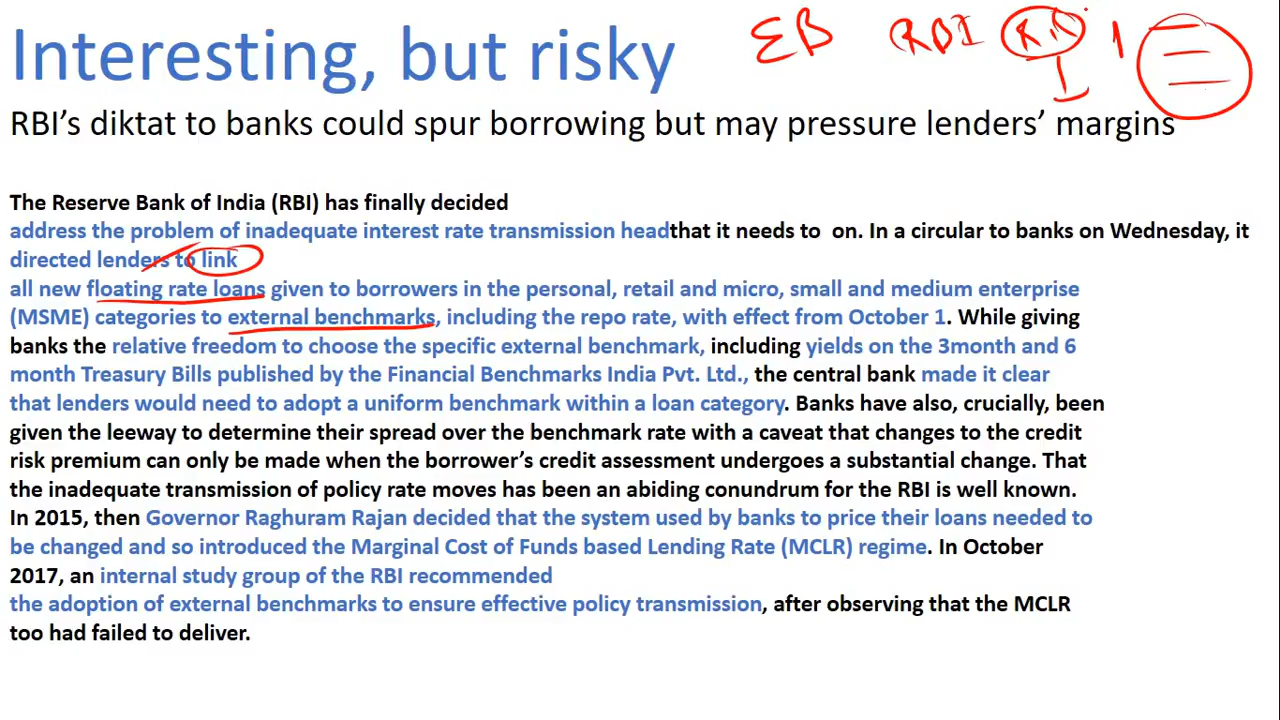 Interesting, but risky
EB RBI RR 1
RBI’s diktat to banks could spur borrowing but may pressure lenders’ margins
The Reserve Bank of India (RBI) has finally decided
address the problem of inadequate interest rate transmission headthat it needs to on. In a circular to banks on Wednesday, it
directed lenders to link
all new floating rate loans given to borrowers in the personal, retail and micro, small and medium enterprise
(MSME) categories to external benchmarks, including the repo rate, with effect from October 1. While giving
banks the relative freedom to choose the specific external benchmark, including yields on the 3month and 6
month Treasury Bills published by the Financial Benchmarks India Pvt. Ltd., the central bank made it clear
that lenders would need to adopt a uniform benchmark within a loan category. Banks have also, crucially, been
given the leeway to determine their spread over the benchmark rate with a caveat that changes to the credit
risk premium can only be made when the borrower’s credit assessment undergoes a substantial change. That
the inadequate transmission of policy rate moves has been an abiding conundrum for the RBI is well known.
In 2015, then Governor Raghuram Rajan decided that the system used by banks to price their loans needed to
be changed and so introduced the Marginal Cost of Funds based Lending Rate (MCLR) regime. In October
2017, an internal study group of the RBI recommended
the adoption of external benchmarks to ensure effective policy transmission, after observing that the MCLR
too had failed to deliver.